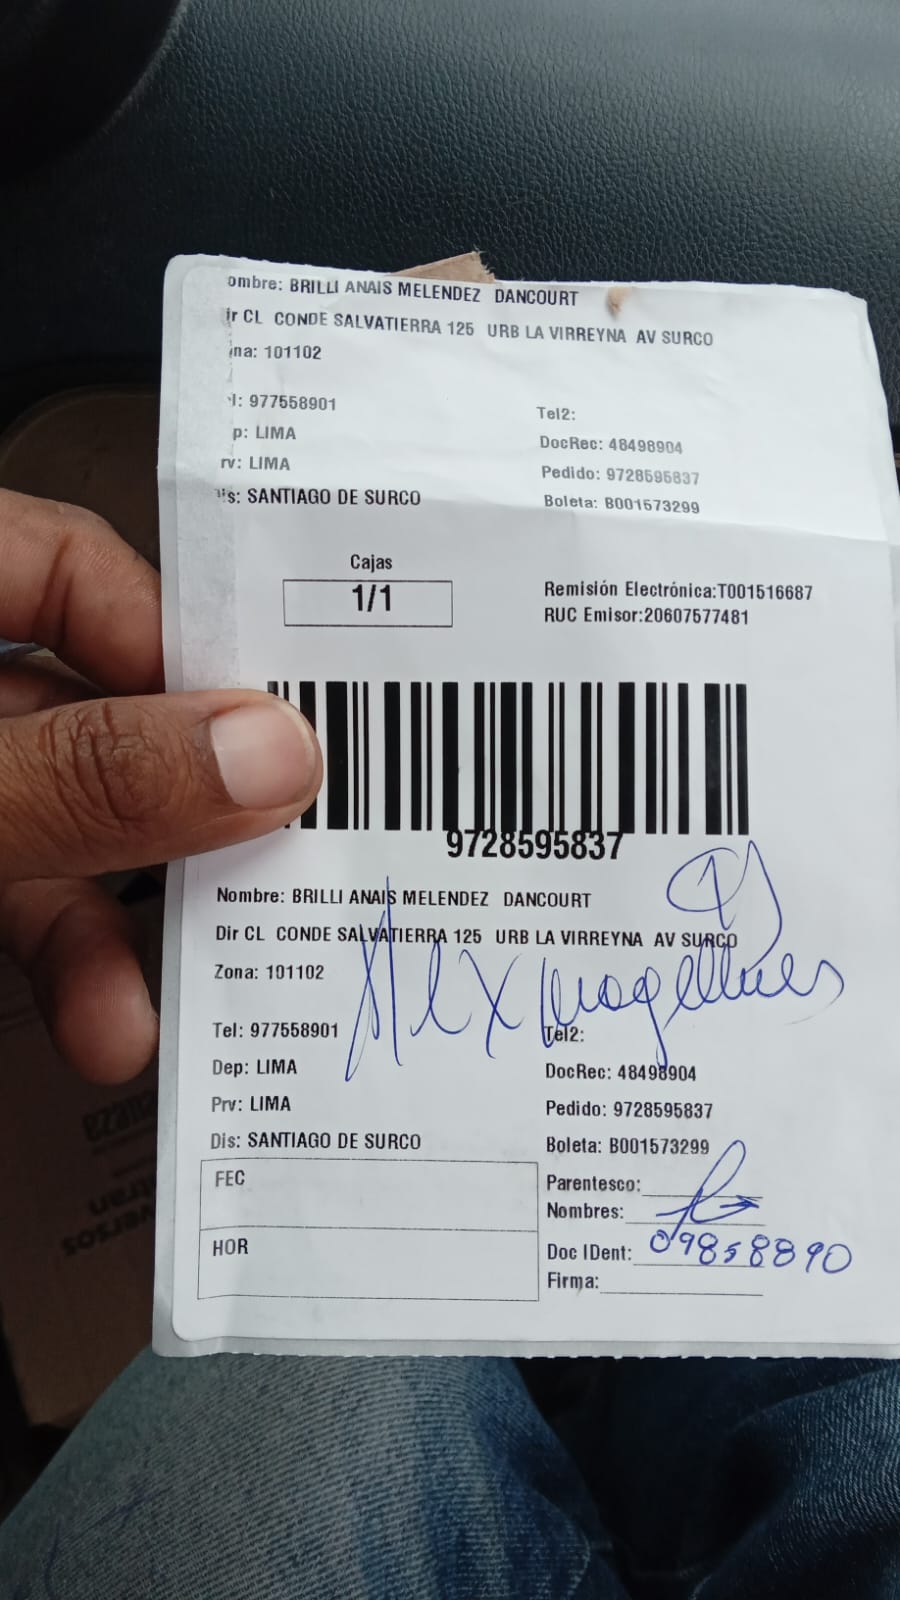 ombre: BRILLI ANAIS MELENDEZ DANCOURT
ir CL CONDE SALVATIERRA 125 URB LA VIRREYNA AV SURCO
na: 101102
l: 977558901
Tel2:
p: LIMA
DocRec: 48498904
rv: LIMA
Pedido: 9728595837
is: SANTIAGO DE SURCO
Boleta: B001573299
Cajas
1/1
Remisión Electrónica:T001516687
RUC Emisor:20607577481
9728595837
Nombre: BRILLI ANAIS MELENDEZ DANCOURT
Dir CL CONDE SALVATIERRA 125 URB LA VIRREYNA AV SURCO
Zona: 101102
Alex
Tel: 977558901
Tel2:
Dep: LIMA
DocRec: 48498904
Prv: LIMA
Pedido: 9728595837
Dis: SANTIAGO DE SURCO
Boleta: B001573299
FEC
Parentesco:
Nombres:
HOR
Doc IDent: 09858890
Firma: